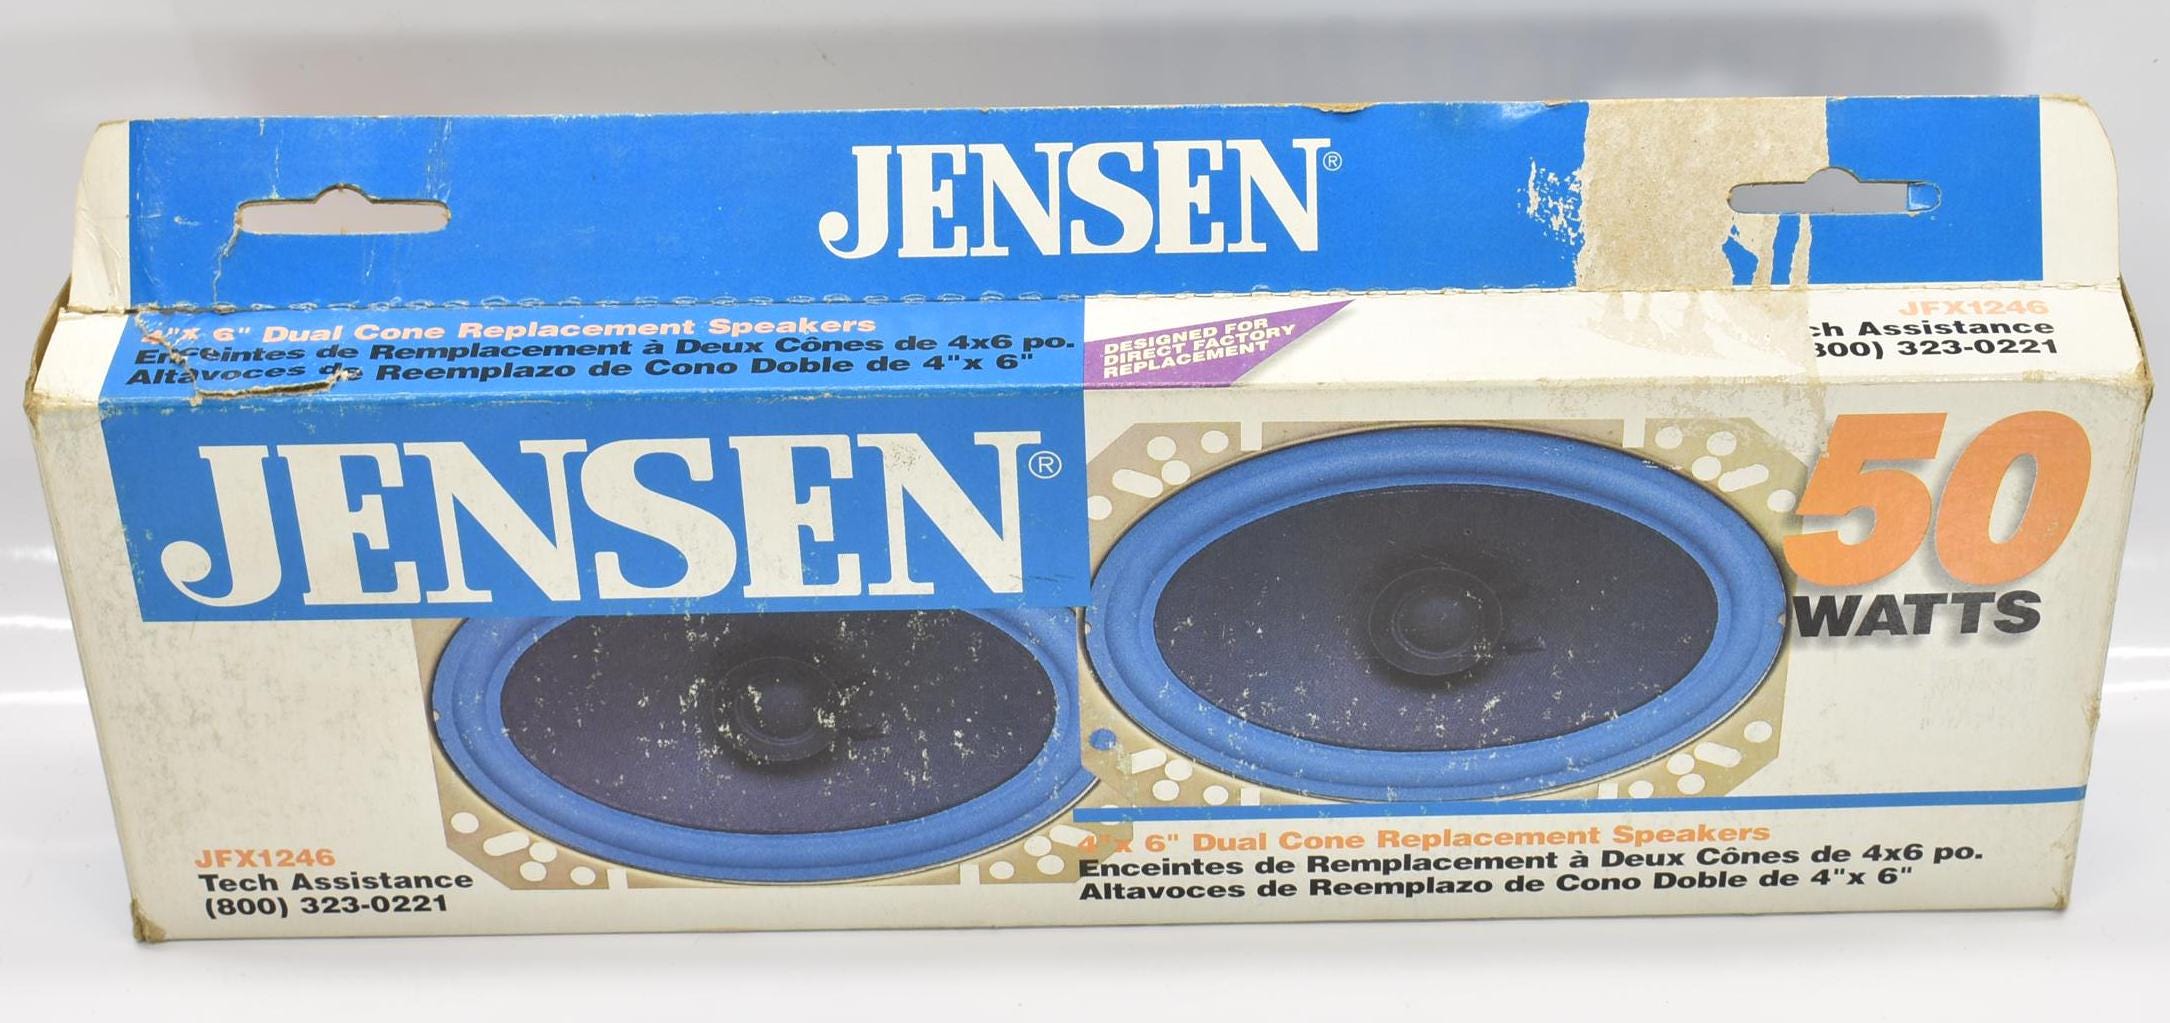 JENSEN®
4"x 6" Dual Cone Replacement Speakers
Enceintes de Remplacement à Deux Cônes de 4x6 po.
Altavoces de Reemplazo de Cono Doble de 4"x 6"
DESIGNED FOR
DIRECT FACTORY
REPLACEMENT
JFX1246
ch Assistance
800) 323-0221
JENSEN®
50
WATTS
JFX1246
Tech Assistance
(800) 323-0221
4"x 6" Dual Cone Replacement Speakers
Enceintes de Remplacement à Deux Cônes de 4x6 po.
Altavoces de Reemplazo de Cono Doble de 4"x 6"